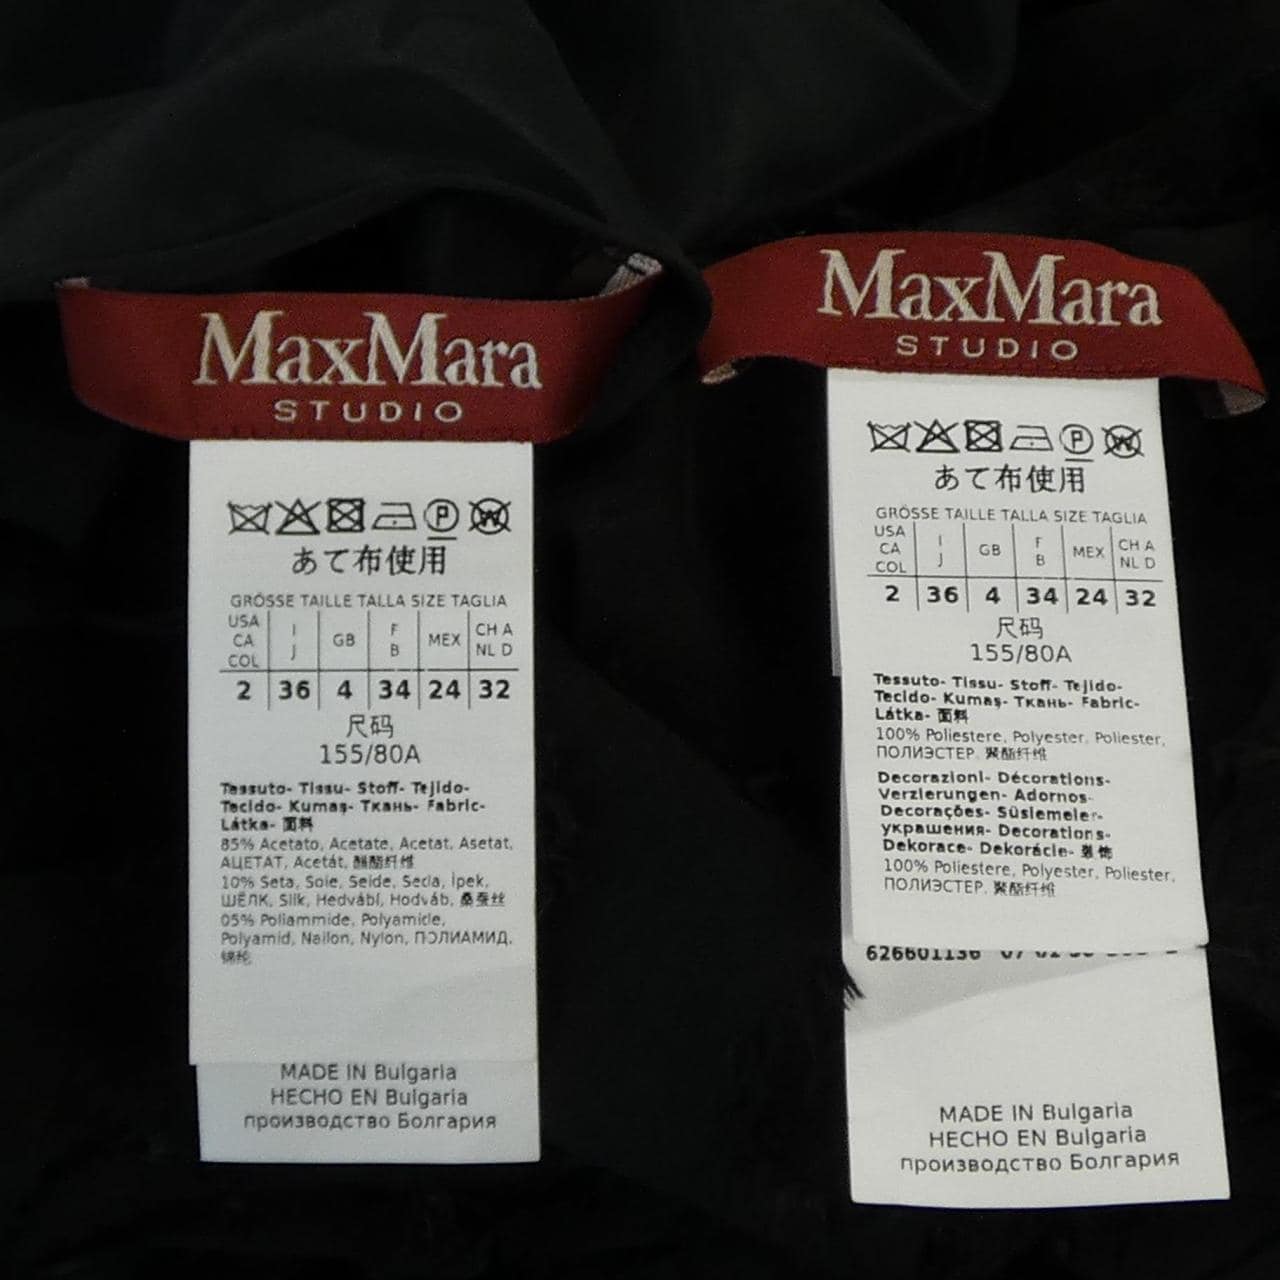 MaxMara
STUDIO
あて布使用
GRÖSSE TAILLE TALLA SIZE TAGLIA
USA CA COL I J GB F B MEX CH A NL D
2 36 4 34 24 32
尺码
155/80A
Tessuto- Tissu- Stoff- Tejido-
Tecido- Kumaş- Ткань- Fabric-
Látka- 面料
85% Acetato, Acetate, Acetat, Asetat,
АЦЕТАТ, Acetát, 醋酯纤维
10% Seta, Soie, Seide, Seda, İpek,
ШЁЛК, Silk, Hedvábí, Hodváb, 桑蚕丝
05% Poliammide, Polyamide,
Polyamid, Nailon, Nylon, ПОЛИАМИД,
锦纶
MADE IN Bulgaria
HECHO EN Bulgaria
производство Болгария
MaxMara
STUDIO
あて布使用
GRÖSSE TAILLE TALLA SIZE TAGLIA
USA CA COL I J GB F B MEX CH A NL D
2 36 4 34 24 32
尺码
155/80A
Tessuto- Tissu- Stoff- Tejido-
Tecido- Kumaş- Ткань- Fabric-
Látka- 面料
100% Poliestere, Polyester, Poliester,
ПОЛИЭСТЕР, 聚酯纤维
Decorazioni- Décorations-
Verzierungen- Adornos-
Decorações- Süslemeler-
украшения- Decorations-
Dekorace- Dekorácie- 装饰
100% Poliestere, Polyester, Poliester,
ПОЛИЭСТЕР, 聚酯纤维
626601136
MADE IN Bulgaria
HECHO EN Bulgaria
производство Болгария